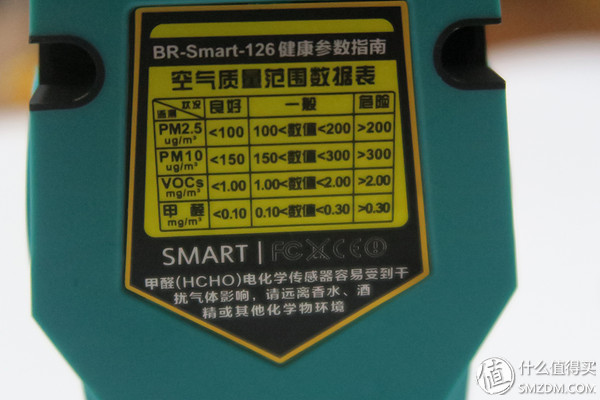 BR-Smart-126健康参数指南
空气质量范围数据表
状况 良好 一般 危险
PM2.5 ug/m³ <100 100<数值<200 >200
PM10 ug/m³ <150 150<数值<300 >300
VOCs mg/m³ <1.00 1.00<数值<2.00 >2.00
甲醛 mg/m³ <0.10 0.10<数值<0.30 >0.30
SMART | FC CE
甲醛(HCHO)电化学传感器容易受到干
扰气体影响，请远离香水、酒
精或其他化学物环境
值 什么值得买
SMZDM.COM